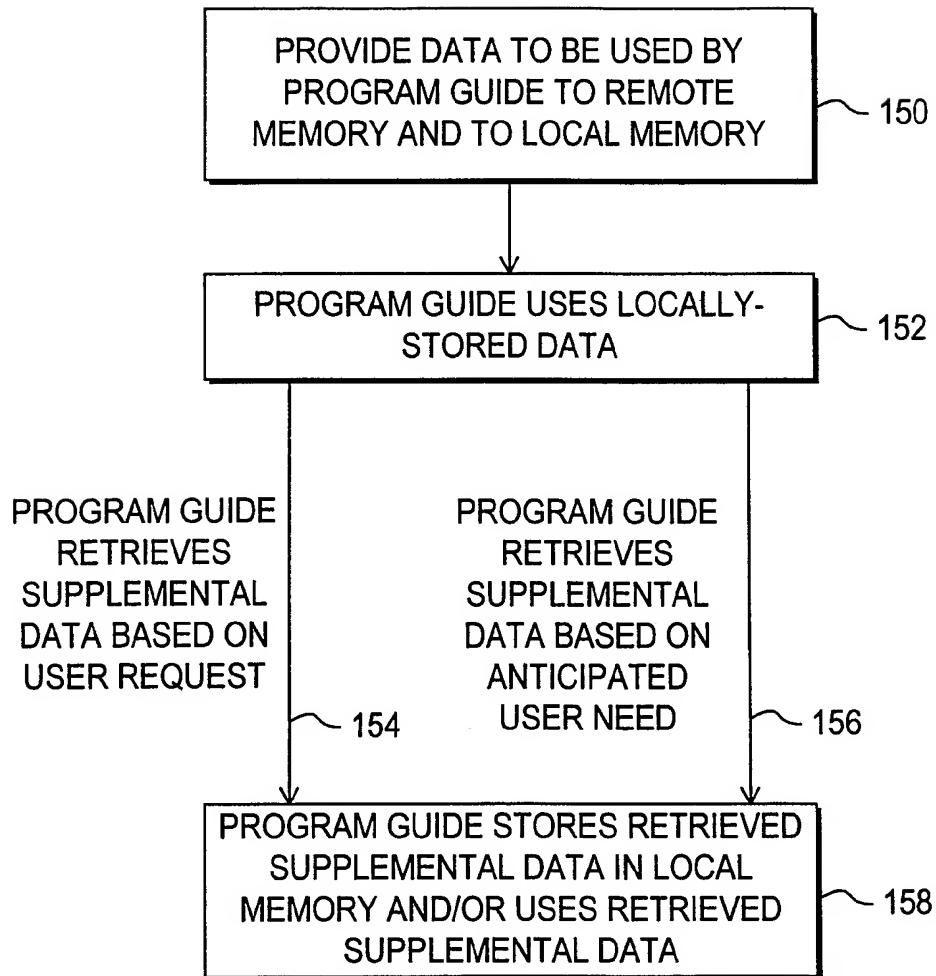 PROVIDE DATA TO BE USED BY
PROGRAM GUIDE TO REMOTE
MEMORY AND TO LOCAL MEMORY
150
PROGRAM GUIDE USES LOCALLY-
STORED DATA
152
PROGRAM GUIDE
RETRIEVES
SUPPLEMENTAL
DATA BASED ON
USER REQUEST
154
PROGRAM GUIDE
RETRIEVES
SUPPLEMENTAL
DATA BASED ON
ANTICIPATED
USER NEED
156
PROGRAM GUIDE STORES RETRIEVED
SUPPLEMENTAL DATA IN LOCAL
MEMORY AND/OR USES RETRIEVED
SUPPLEMENTAL DATA
158